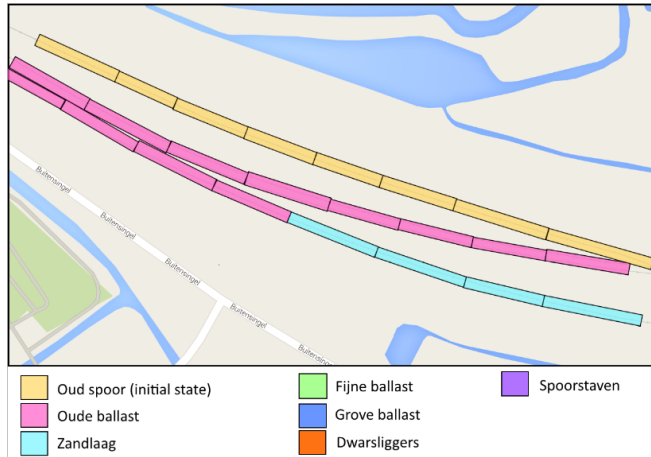 Buitensingel
Buitensingel
Buitensingel
Buitensingel
Buitensingel
Oud spoor (initial state)
Fijne ballast
Spoorstaven
Oude ballast
Grove ballast
Zandlaag
Dwarsliggers